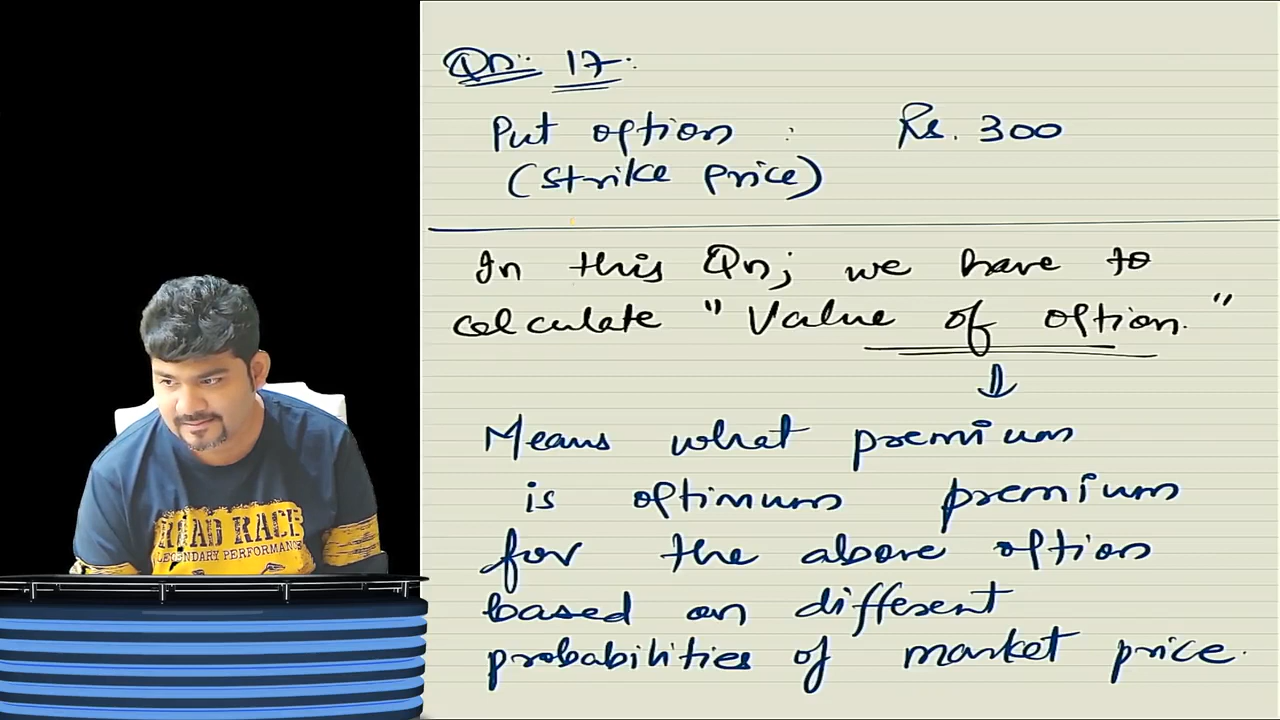 Qn: 17:
Put option : Rs. 300
(Strike price)
In this Qn; we have to
calculate "Value of option."
↓
Means what premium
is optimum premium
for the above option
based on different
probabilities of market price.
ROAD RACE
LEGENDARY PERFORMANCE